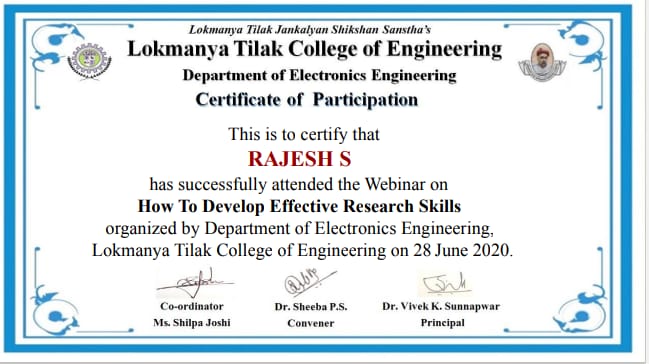 Lokmanya Tilak Jankalyan Shikshan Sanstha's
Lokmanya Tilak College of Engineering
Department of Electronics Engineering
Certificate of Participation
This is to certify that
RAJESH S
has successfully attended the Webinar on
How To Develop Effective Research Skills
organized by Department of Electronics Engineering,
Lokmanya Tilak College of Engineering on 28 June 2020.
Co-ordinator
Ms. Shilpa Joshi
Dr. Sheeba P.S.
Convener
Dr. Vivek K. Sunnapwar
Principal